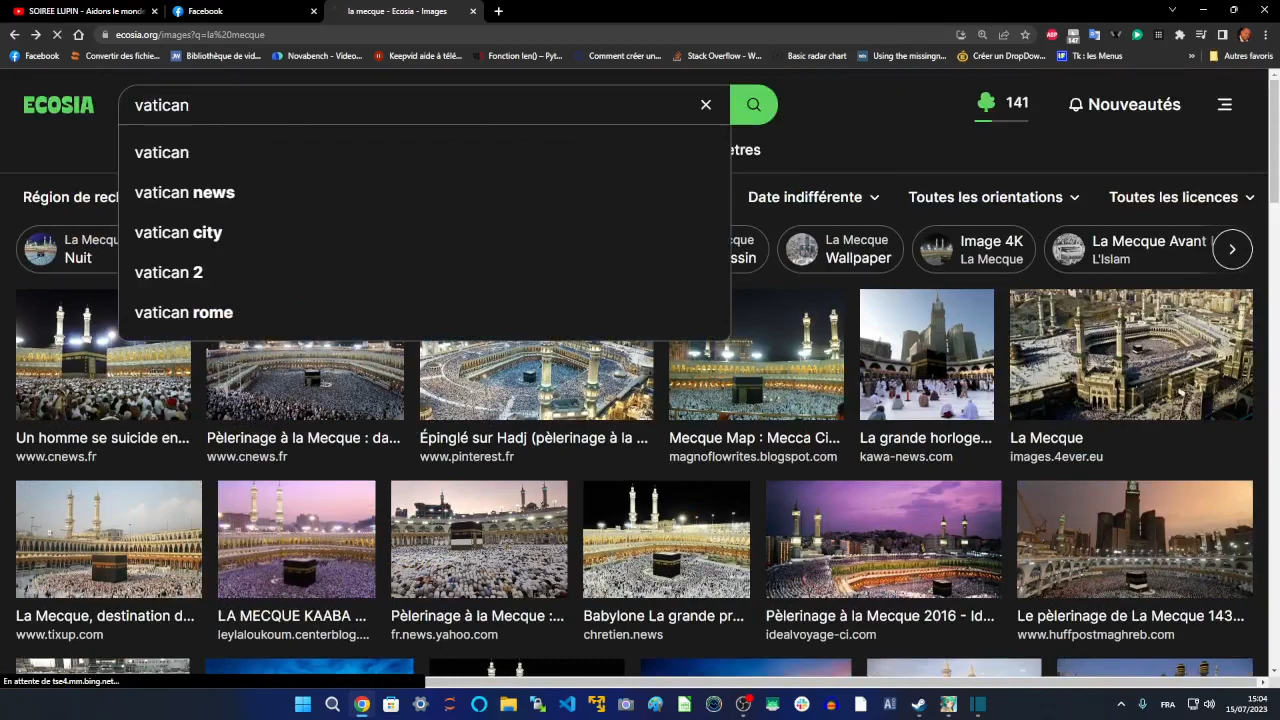 SOIREE LUPIN - Aidons le monde
Facebook
la mecque - Ecosia - Images
ecosia.org/images?q=la%20mecque
Facebook
Convertir des fichie...
Bibliothèque de vid...
Novabench - Video...
Keepvid aide à télé...
Fonction len() – Pyt...
Comment créer un...
Stack Overflow - W...
Basic radar chart
Using the missingn...
Créer un DropDow...
Tk : les Menus
»
Autres favoris
ECOSIA
vatican
141
Nouveautés
vatican
vatican news
vatican city
vatican 2
vatican rome
etres
Région de rec
Date indifférente
Toutes les orientations
Toutes les licences
La Mecqu
Nuit
cque
ssin
La Mecque
Wallpaper
Image 4K
La Mecque
La Mecque Avant
L'Islam
Un homme se suicide en...
www.cnews.fr
Pèlerinage à la Mecque : da...
www.cnews.fr
Épinglé sur Hadj (pèlerinage à la ...
www.pinterest.fr
Mecque Map : Mecca Ci...
magnoflowrites.blogspot.com
La grande horloge...
kawa-news.com
La Mecque
images.4ever.eu
La Mecque, destination d...
www.tixup.com
LA MECQUE KAABA ...
leylaloukoum.centerblog....
Pèlerinage à la Mecque :...
fr.news.yahoo.com
Babylone La grande pr...
chretien.news
Pèlerinage à la Mecque 2016 - Id...
idealvoyage-ci.com
Le pèlerinage de La Mecque 143...
www.huffpostmaghreb.com
En attente de tse4.mm.bing.net...
FRA
15:04
15/07/2023